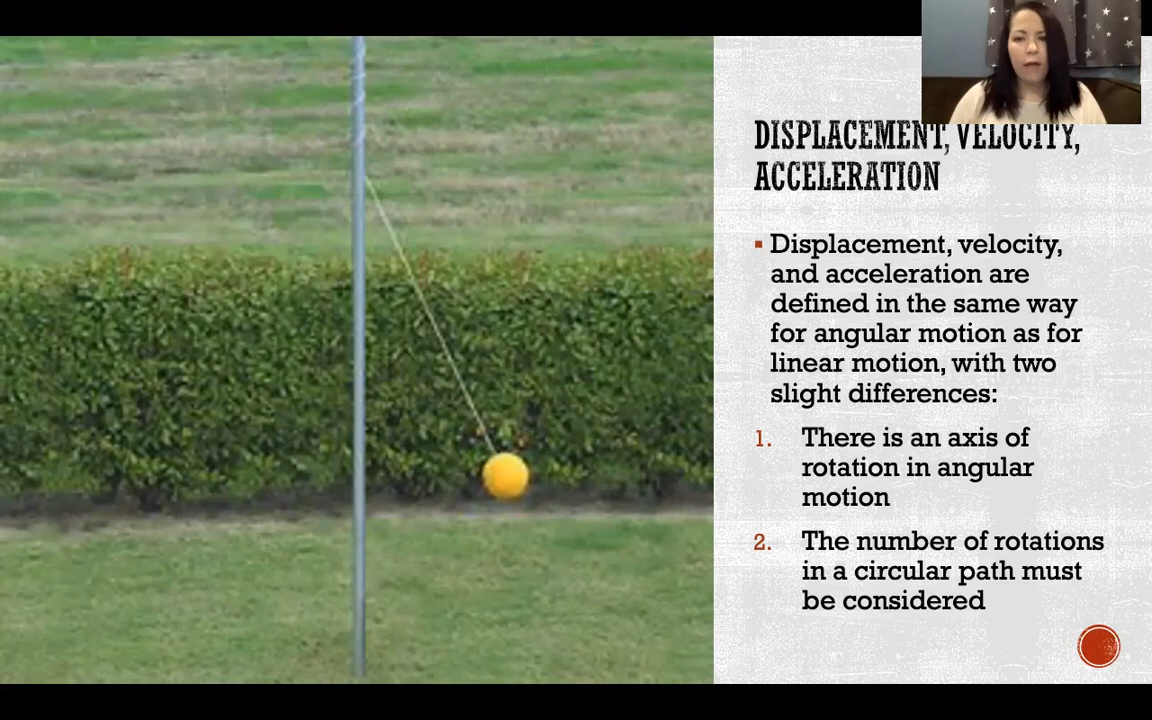 DISPLACEMENT, VELOCITY,
ACCELERATION
▪ Displacement, velocity,
and acceleration are
defined in the same way
for angular motion as for
linear motion, with two
slight differences:
1. There is an axis of
rotation in angular
motion
2. The number of rotations
in a circular path must
be considered